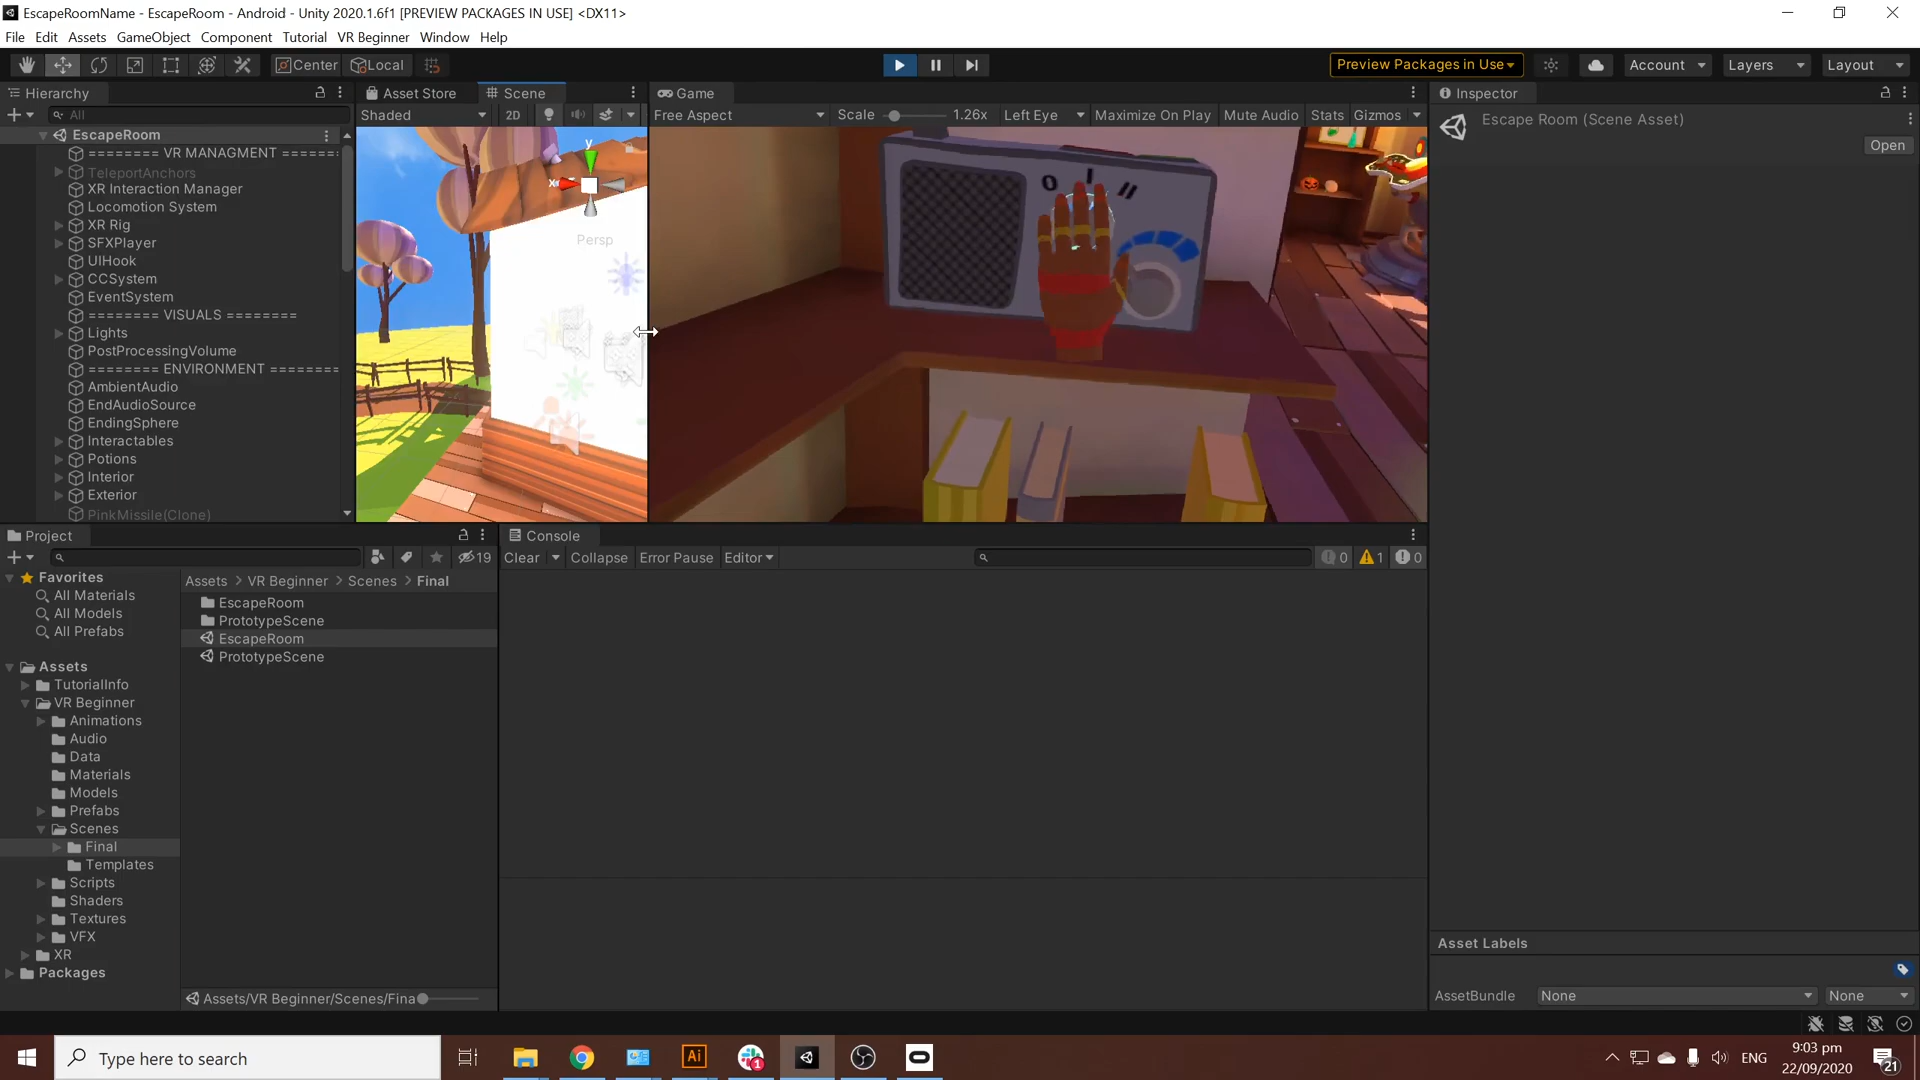 EscapeRoomName - EscapeRoom - Android - Unity 2020.1.6f1 [PREVIEW PACKAGES IN USE] <DX11>
File Edit Assets GameObject Component Tutorial VR Beginner Window Help
Center Local Preview Packages in Use Account Layers Layout
Hierarchy Asset Store Scene Game Inspector
All Shaded 2D Free Aspect Scale 1.26x Left Eye Maximize On Play Mute Audio Stats Gizmos
Escape Room (Scene Asset)
Open
EscapeRoom
======== VR MANAGMENT =======
TeleportAnchors
XR Interaction Manager
Locomotion System
XR Rig
SFXPlayer
UIHook
CCSystem
EventSystem
======== VISUALS ========
Lights
PostProcessingVolume
======== ENVIRONMENT ========
AmbientAudio
EndAudioSource
EndingSphere
Interactables
Potions
Interior
Exterior
PinkMissile(Clone)
y
x
Persp
O I II
Project
19
Favorites
All Materials
All Models
All Prefabs
Assets
TutorialInfo
VR Beginner
Animations
Audio
Data
Materials
Models
Prefabs
Scenes
Final
Templates
Scripts
Shaders
Textures
VFX
XR
Packages
Assets > VR Beginner > Scenes > Final
EscapeRoom
PrototypeScene
EscapeRoom
PrototypeScene
Assets/VR Beginner/Scenes/Fina
Console
Clear Collapse Error Pause Editor 0 1 0
Asset Labels
AssetBundle None None
Type here to search
Ai
1
ENG
9:03 pm
22/09/2020
21